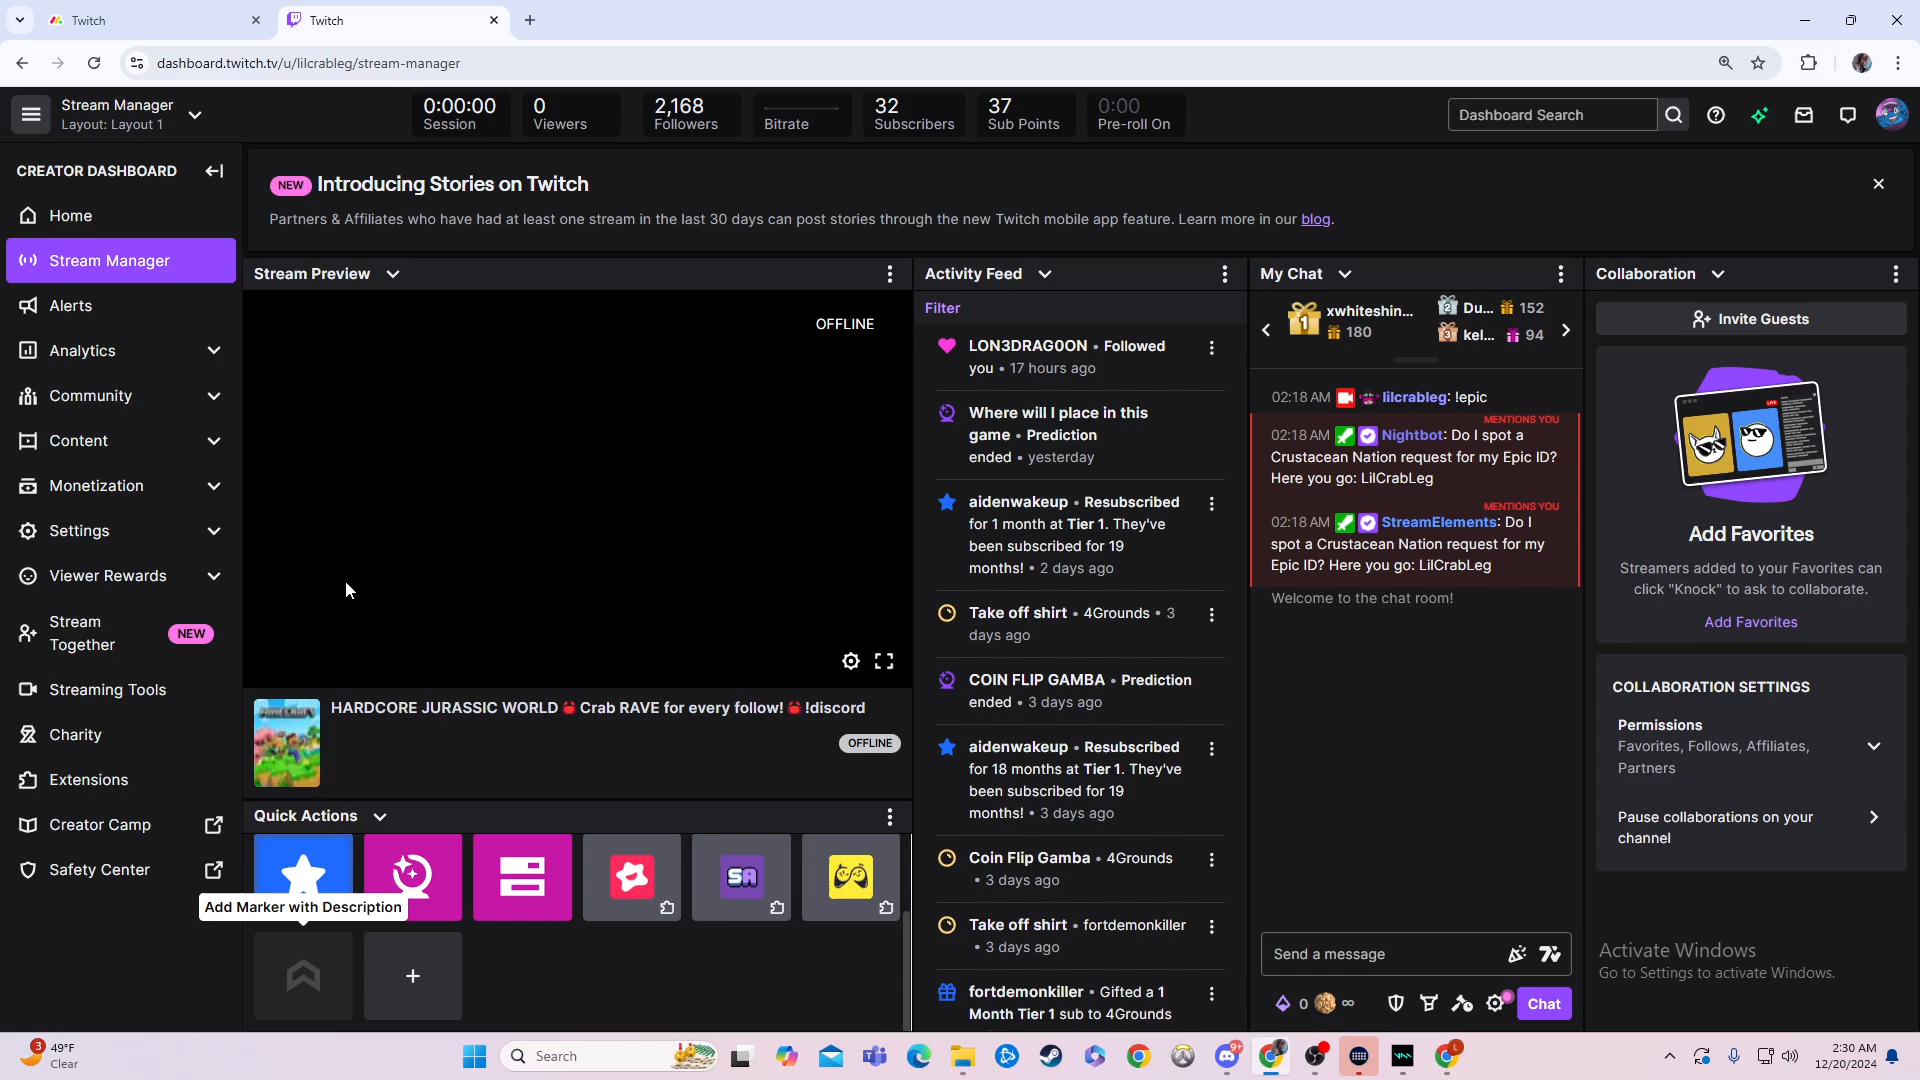 Twitch
Twitch
dashboard.twitch.tv/u/lilcrableg/stream-manager
Stream Manager
Layout: Layout 1
0:00:00
Session
0
Viewers
2,168
Followers
Bitrate
32
Subscribers
37
Sub Points
0:00
Pre-roll On
Dashboard Search
CREATOR DASHBOARD
Home
Stream Manager
Alerts
Analytics
Community
Content
Monetization
Settings
Viewer Rewards
Stream
Together
NEW
Streaming Tools
Charity
Extensions
Creator Camp
Safety Center
NEW Introducing Stories on Twitch
Partners & Affiliates who have had at least one stream in the last 30 days can post stories through the new Twitch mobile app feature. Learn more in our blog.
Stream Preview
OFFLINE
HARDCORE JURASSIC WORLD 🦀 Crab RAVE for every follow! 🦀 !discord
OFFLINE
Quick Actions
SA
Add Marker with Description
+
Activity Feed
Filter
LON3DRAG0ON • Followed
you • 17 hours ago
Where will I place in this
game • Prediction
ended • yesterday
aidenwakeup • Resubscribed
for 1 month at Tier 1. They've
been subscribed for 19
months! • 2 days ago
Take off shirt • 4Grounds • 3
days ago
COIN FLIP GAMBA • Prediction
ended • 3 days ago
aidenwakeup • Resubscribed
for 18 months at Tier 1. They've
been subscribed for 19
months! • 3 days ago
Coin Flip Gamba • 4Grounds
• 3 days ago
Take off shirt • fortdemonkiller
• 3 days ago
fortdemonkiller • Gifted a 1
Month Tier 1 sub to 4Grounds
My Chat
1
xwhiteshin...
180
2 Du... 152
3 kel... 94
02:18 AM lilcrableg: !epic
MENTIONS YOU
02:18 AM Nightbot: Do I spot a
Crustacean Nation request for my Epic ID?
Here you go: LilCrabLeg
MENTIONS YOU
02:18 AM StreamElements: Do I
spot a Crustacean Nation request for my
Epic ID? Here you go: LilCrabLeg
Welcome to the chat room!
Send a message
0 ∞
Chat
Collaboration
Invite Guests
LIVE
Add Favorites
Streamers added to your Favorites can
click "Knock" to ask to collaborate.
Add Favorites
COLLABORATION SETTINGS
Permissions
Favorites, Follows, Affiliates,
Partners
Pause collaborations on your
channel
Activate Windows
Go to Settings to activate Windows.
3
49°F
Clear
Search
9+
L
2:30 AM
12/20/2024